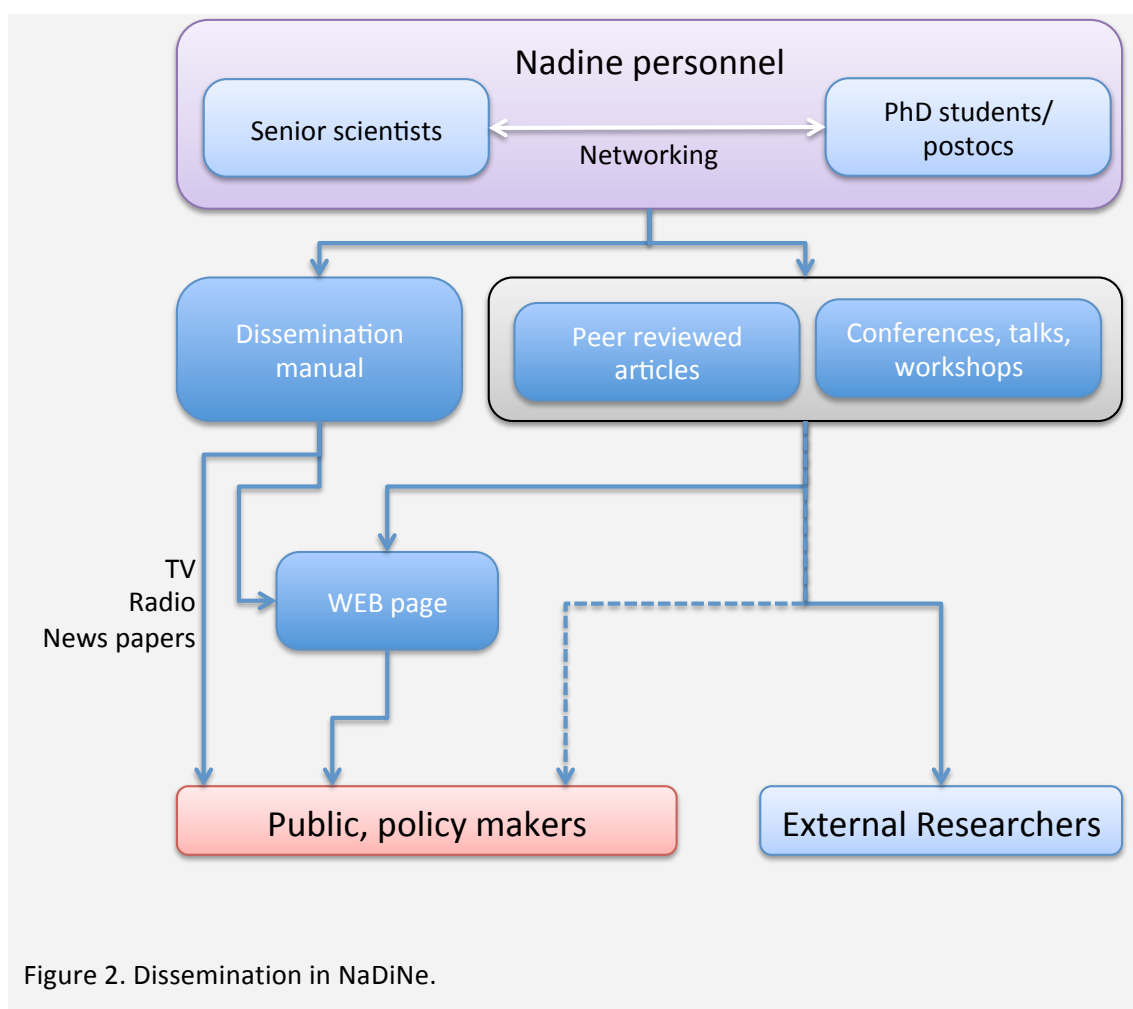 Nadine personnel
Senior scientists
PhD students/
postocs
Networking
Dissemination
manual
Peer reviewed
articles
Conferences, talks,
workshops
TV
Radio
News papers
WEB page
Public, policy makers
External Researchers
Figure 2. Dissemination in NaDiNe.